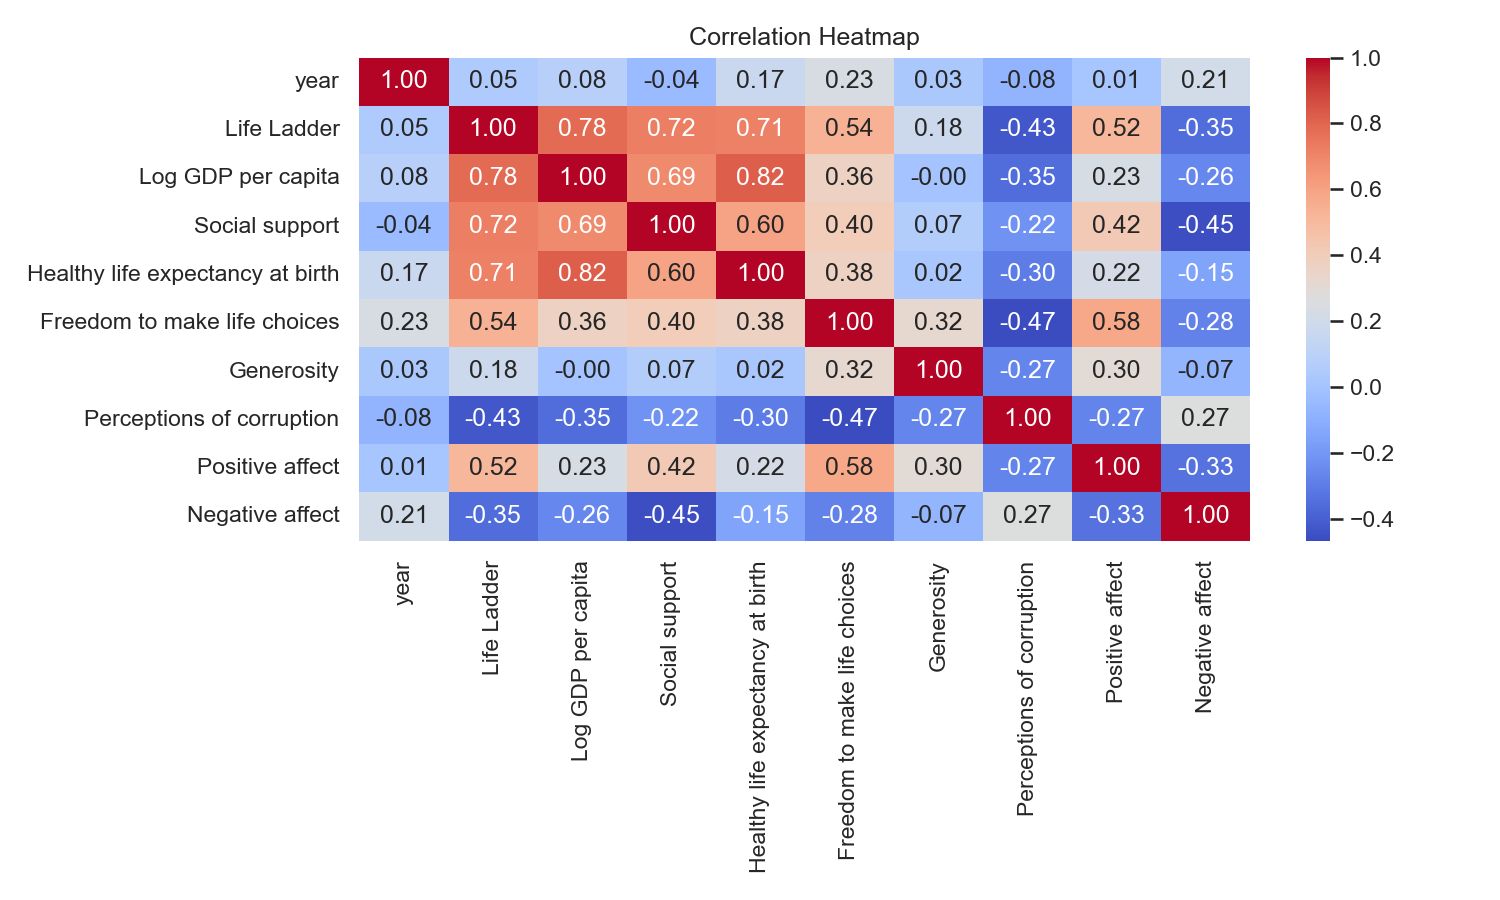 Correlation Heatmap
year 1.00 0.05 0.08 -0.04 0.17 0.23 0.03 -0.08 0.01 0.21
Life Ladder 0.05 1.00 0.78 0.72 0.71 0.54 0.18 -0.43 0.52 -0.35
Log GDP per capita 0.08 0.78 1.00 0.69 0.82 0.36 -0.00 -0.35 0.23 -0.26
Social support -0.04 0.72 0.69 1.00 0.60 0.40 0.07 -0.22 0.42 -0.45
Healthy life expectancy at birth 0.17 0.71 0.82 0.60 1.00 0.38 0.02 -0.30 0.22 -0.15
Freedom to make life choices 0.23 0.54 0.36 0.40 0.38 1.00 0.32 -0.47 0.58 -0.28
Generosity 0.03 0.18 -0.00 0.07 0.02 0.32 1.00 -0.27 0.30 -0.07
Perceptions of corruption -0.08 -0.43 -0.35 -0.22 -0.30 -0.47 -0.27 1.00 -0.27 0.27
Positive affect 0.01 0.52 0.23 0.42 0.22 0.58 0.30 -0.27 1.00 -0.33
Negative affect 0.21 -0.35 -0.26 -0.45 -0.15 -0.28 -0.07 0.27 -0.33 1.00
year
Life Ladder
Log GDP per capita
Social support
Healthy life expectancy at birth
Freedom to make life choices
Generosity
Perceptions of corruption
Positive affect
Negative affect
1.0
0.8
0.6
0.4
0.2
0.0
−0.2
−0.4